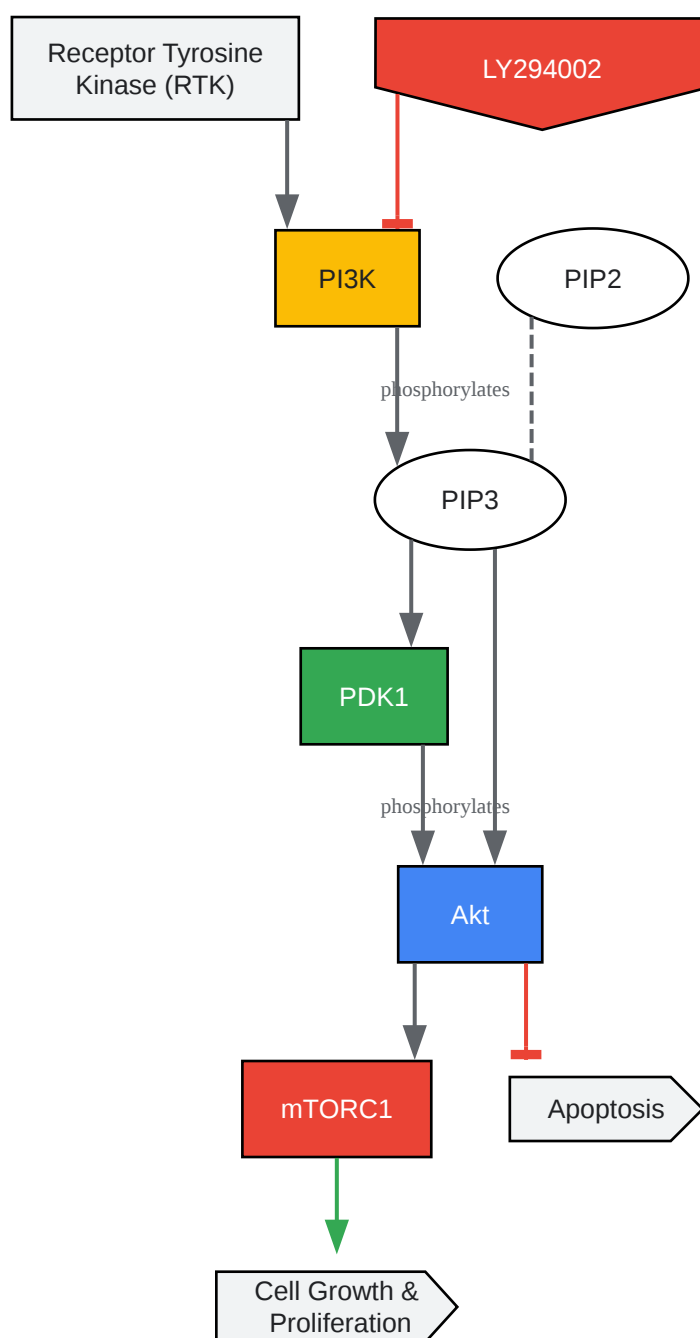 Receptor Tyrosine
Kinase (RTK)
LY294002
PI3K
PIP2
phosphorylates
PIP3
PDK1
phosphorylates
Akt
mTORC1
Apoptosis
Cell Growth &
Proliferation